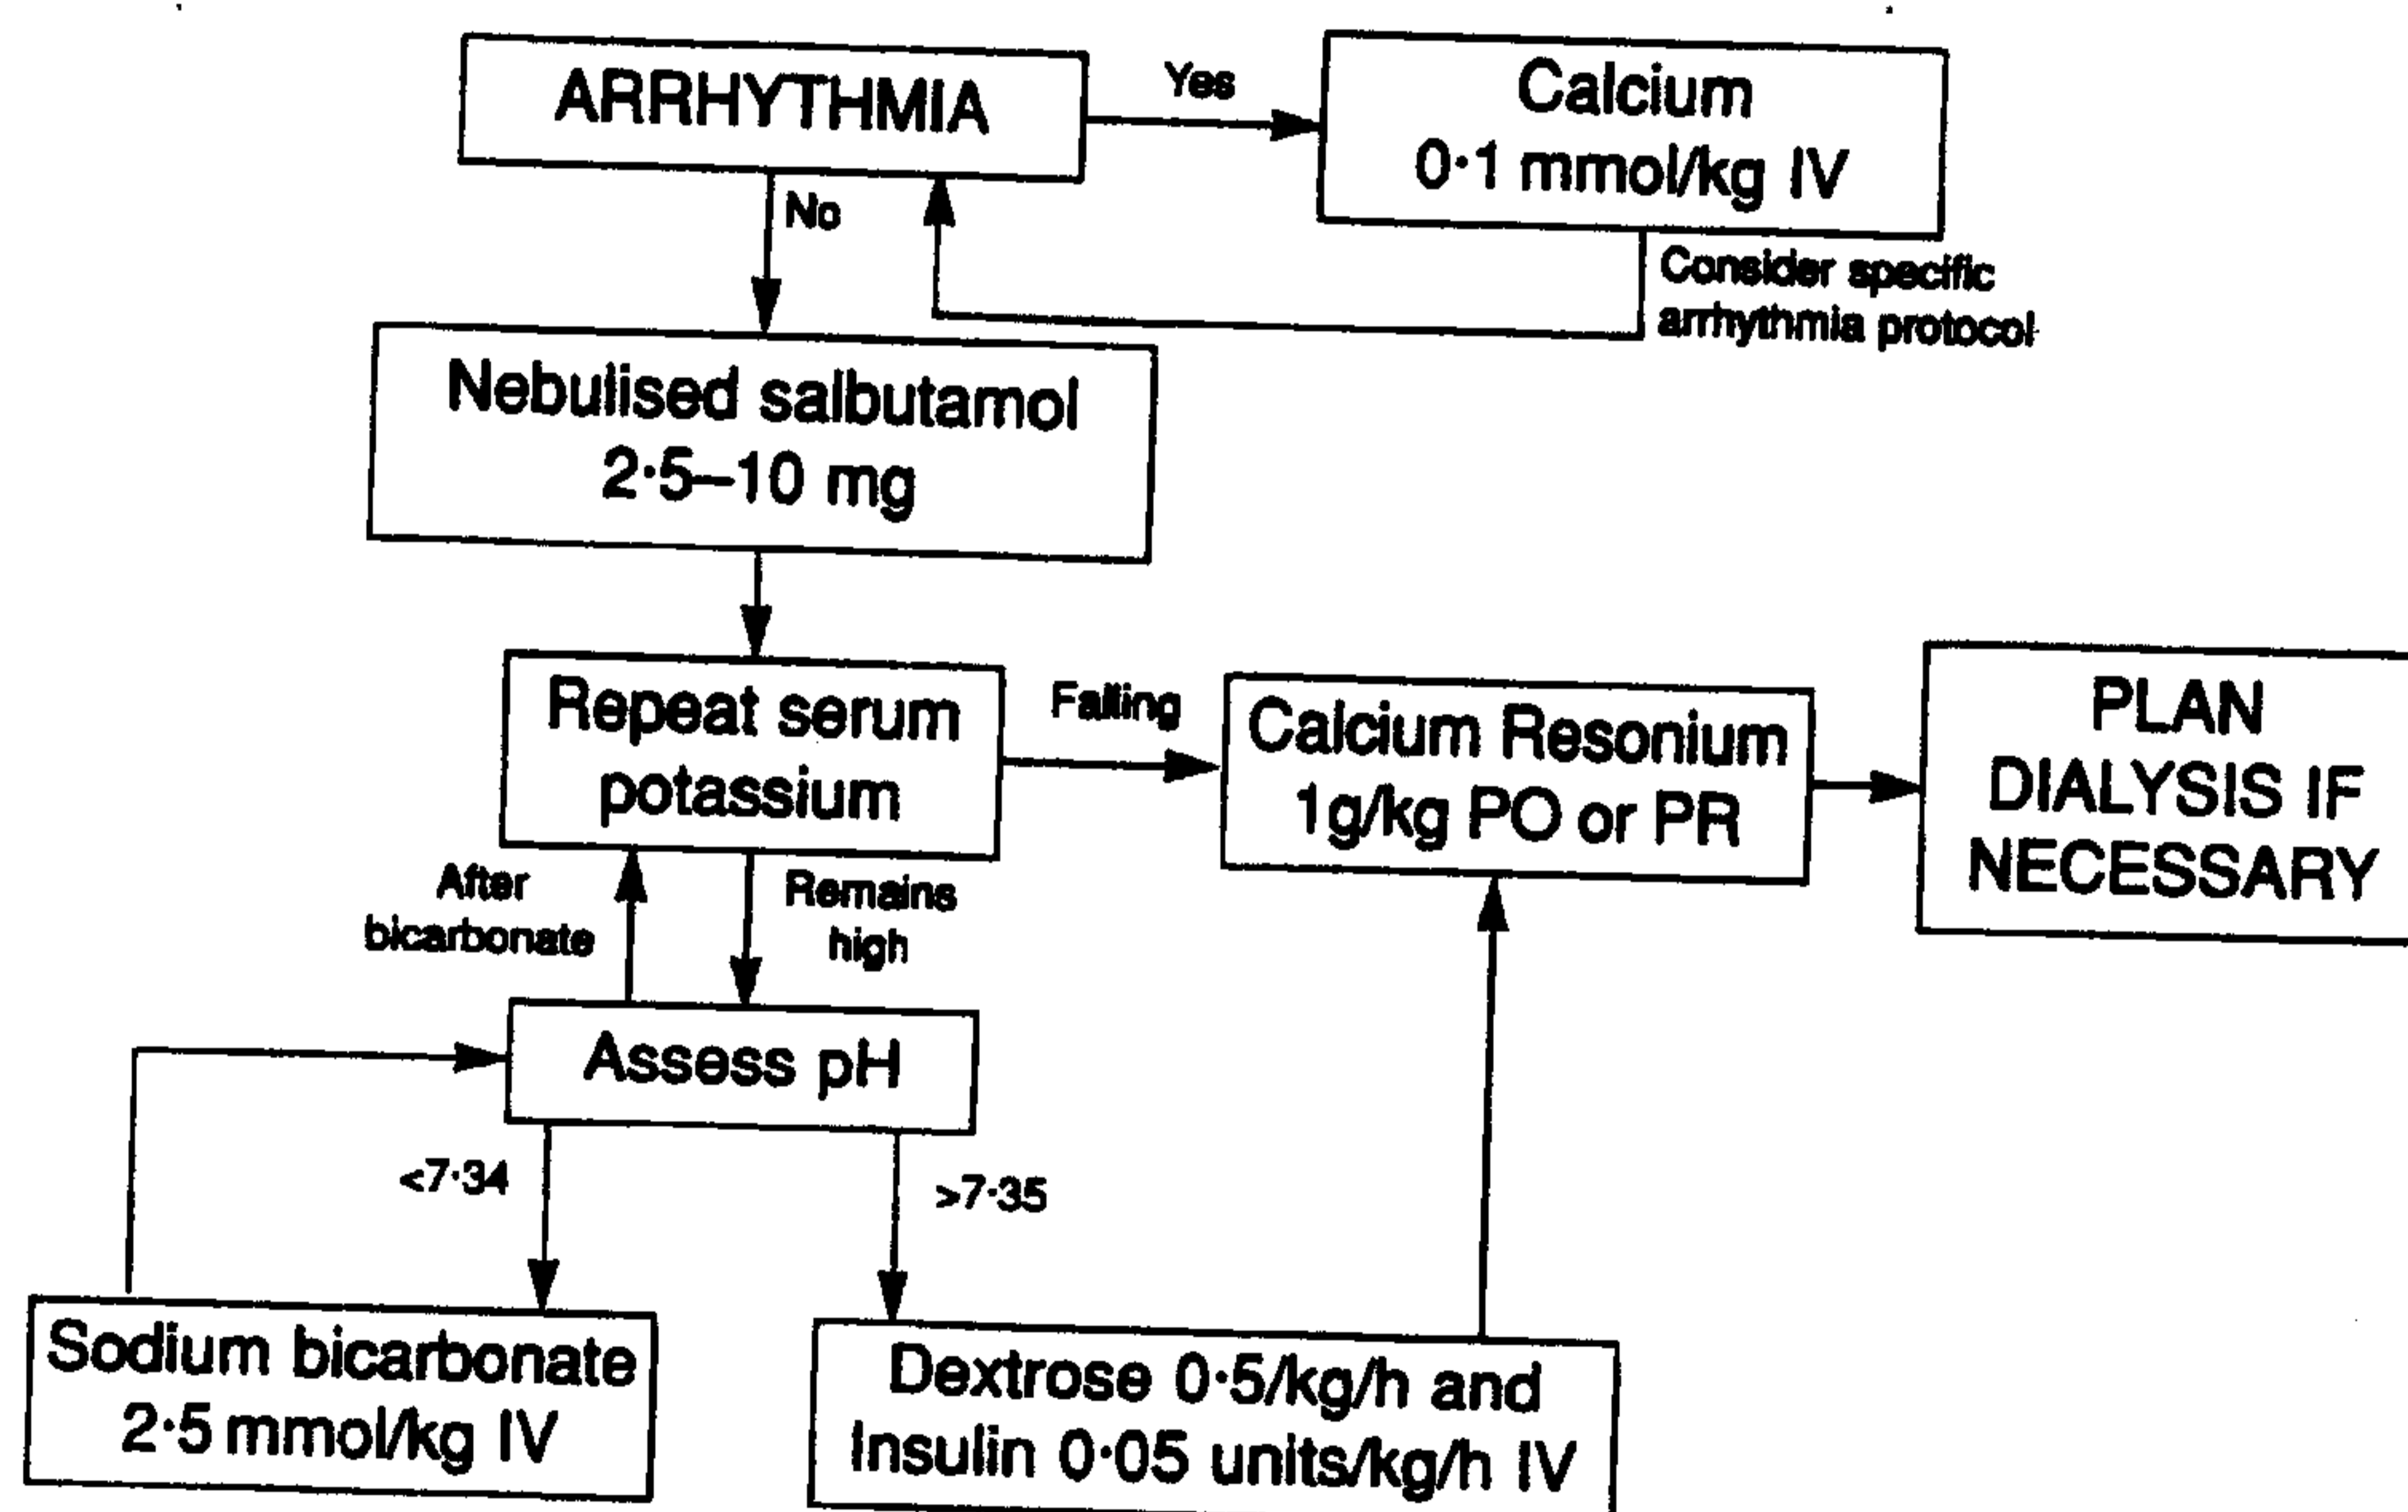 ARRHYTHMIA
Yes
Calcium
0·1 mmol/kg IV
No
Consider specific
arrhythmia protocol
Nebulised salbutamol
2·5–10 mg
Repeat serum
potassium
Falling
Calcium Resonium
1g/kg PO or PR
PLAN
DIALYSIS IF
NECESSARY
After
bicarbonate
Remains
high
Assess pH
<7·34
>7·35
Sodium bicarbonate
2·5 mmol/kg IV
Dextrose 0·5/kg/h and
Insulin 0·05 units/kg/h IV